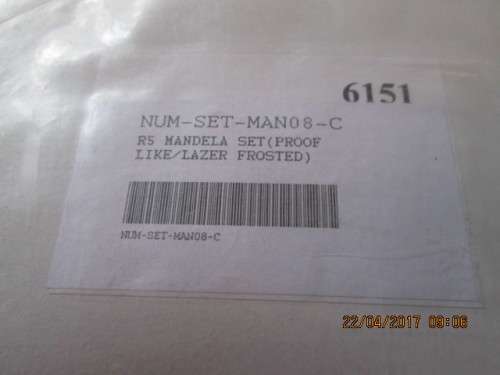 6151
NUM-SET-MAN08-C
R5 MANDELA SET(PROOF
LIKE/LAZER FROSTED)
NUM-SET-MAN08-C
22/04/2017 09:06